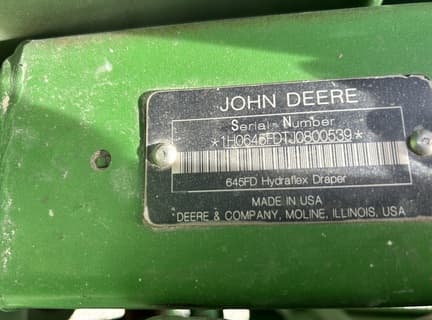 JOHN DEERE
Serial Number
*1H0645FDTJ0800539*
645FD Hydraflex Draper
MADE IN USA
DEERE & COMPANY, MOLINE, ILLINOIS, USA